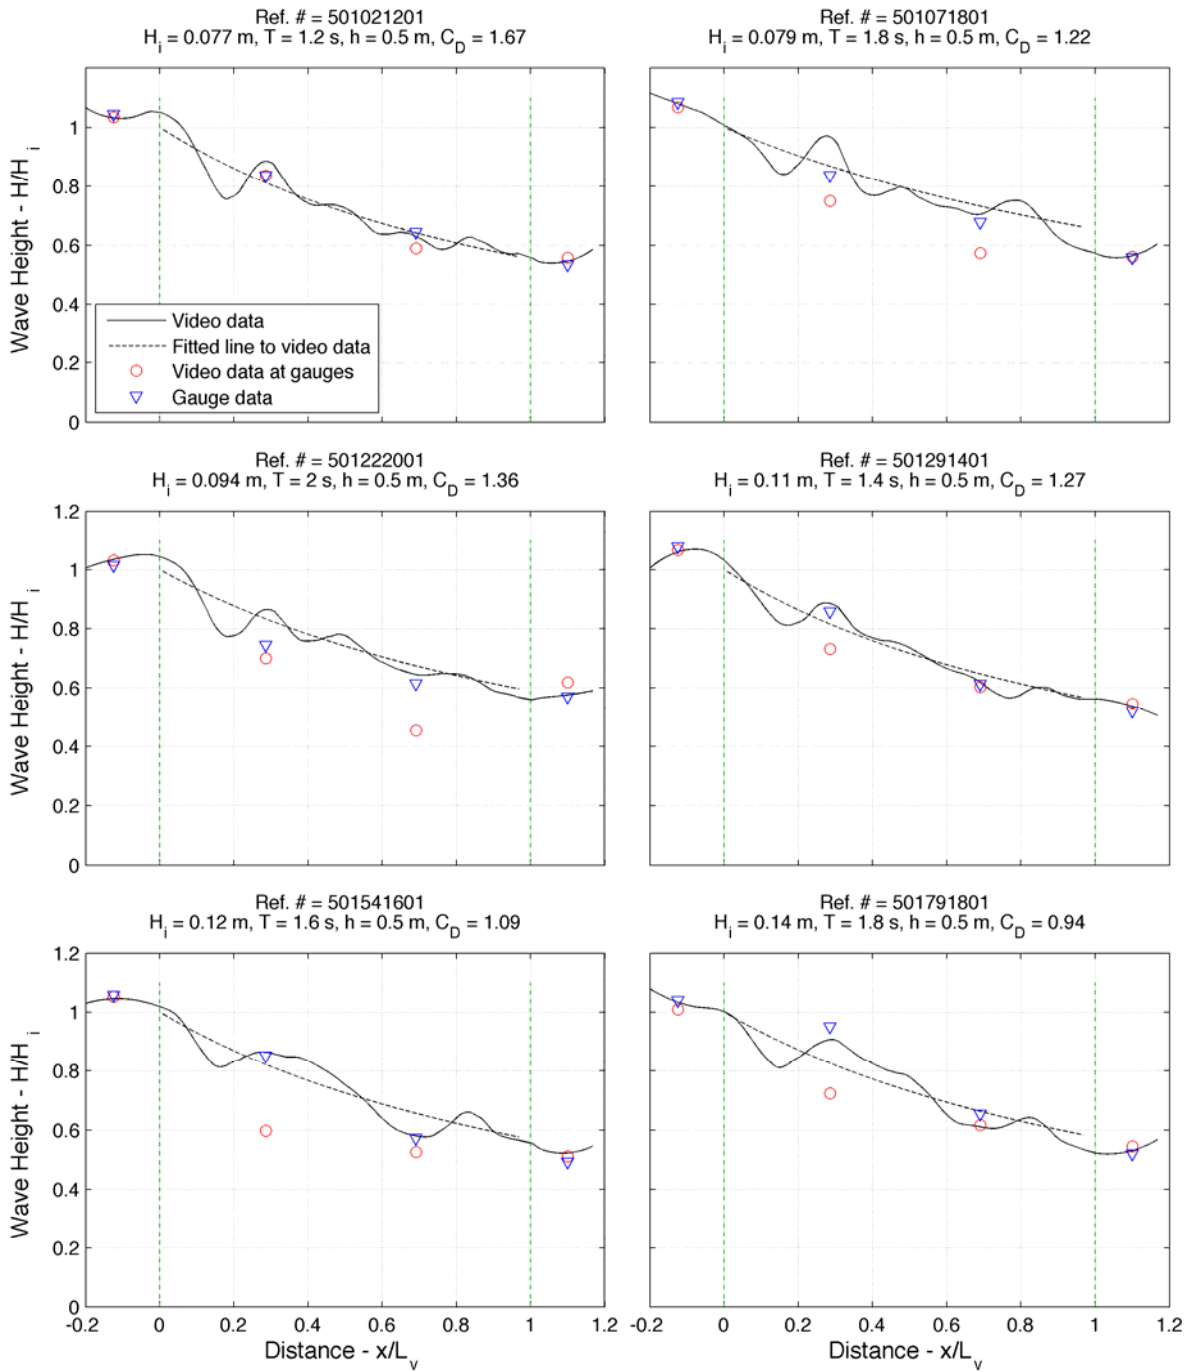 Ref. # = 501021201
H_i = 0.077 m, T = 1.2 s, h = 0.5 m, C_D = 1.67
Wave Height - H/H_i
1
0.8
0.6
0.4
0.2
0
Video data
Fitted line to video data
Video data at gauges
Gauge data
Ref. # = 501071801
H_i = 0.079 m, T = 1.8 s, h = 0.5 m, C_D = 1.22
Ref. # = 501222001
H_i = 0.094 m, T = 2 s, h = 0.5 m, C_D = 1.36
Wave Height - H/H_i
1.2
1
0.8
0.6
0.4
0.2
0
Ref. # = 501291401
H_i = 0.11 m, T = 1.4 s, h = 0.5 m, C_D = 1.27
Ref. # = 501541601
H_i = 0.12 m, T = 1.6 s, h = 0.5 m, C_D = 1.09
Wave Height - H/H_i
1.2
1
0.8
0.6
0.4
0.2
0
-0.2 0 0.2 0.4 0.6 0.8 1 1.2
Distance - x/L_v
Ref. # = 501791801
H_i = 0.14 m, T = 1.8 s, h = 0.5 m, C_D = 0.94
-0.2 0 0.2 0.4 0.6 0.8 1 1.2
Distance - x/L_v